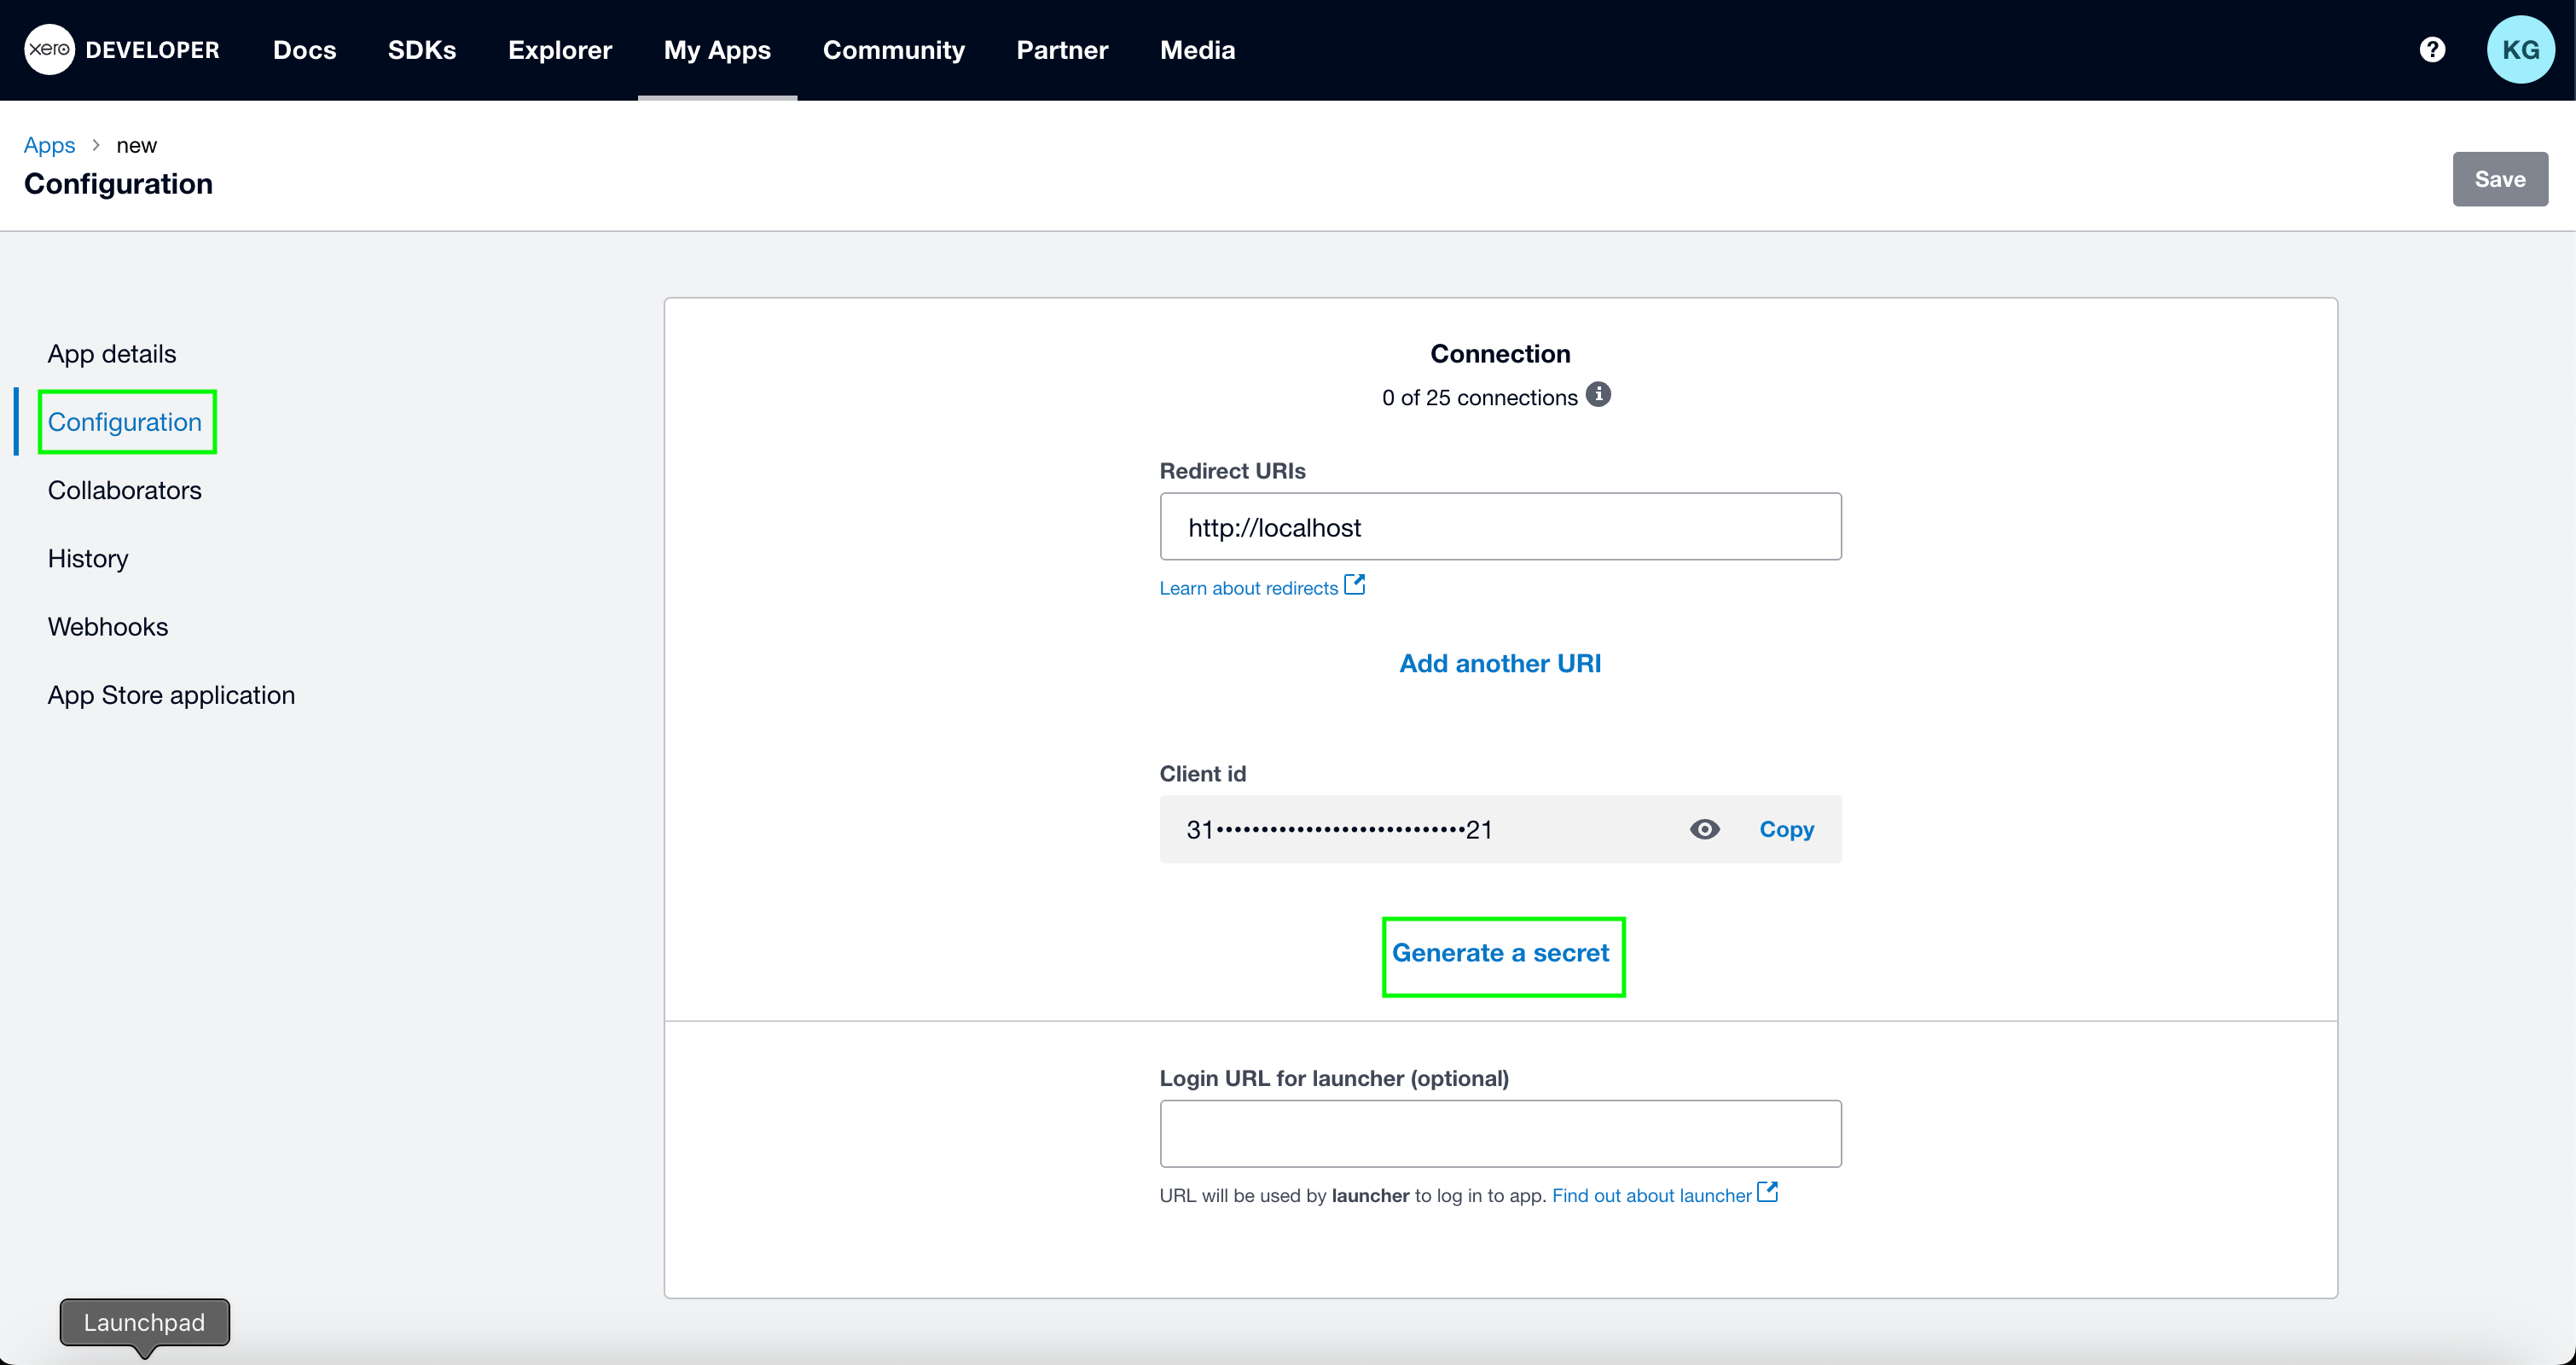 xero DEVELOPER Docs SDKs Explorer My Apps Community Partner Media ? KG
Apps > new
Configuration
Save
App details
Configuration
Collaborators
History
Webhooks
App Store application
Connection
0 of 25 connections i
Redirect URIs
http://localhost
Learn about redirects
Add another URI
Client id
31••••••••••••••••••••••••••••21 Copy
Generate a secret
Login URL for launcher (optional)
URL will be used by launcher to log in to app. Find out about launcher
Launchpad